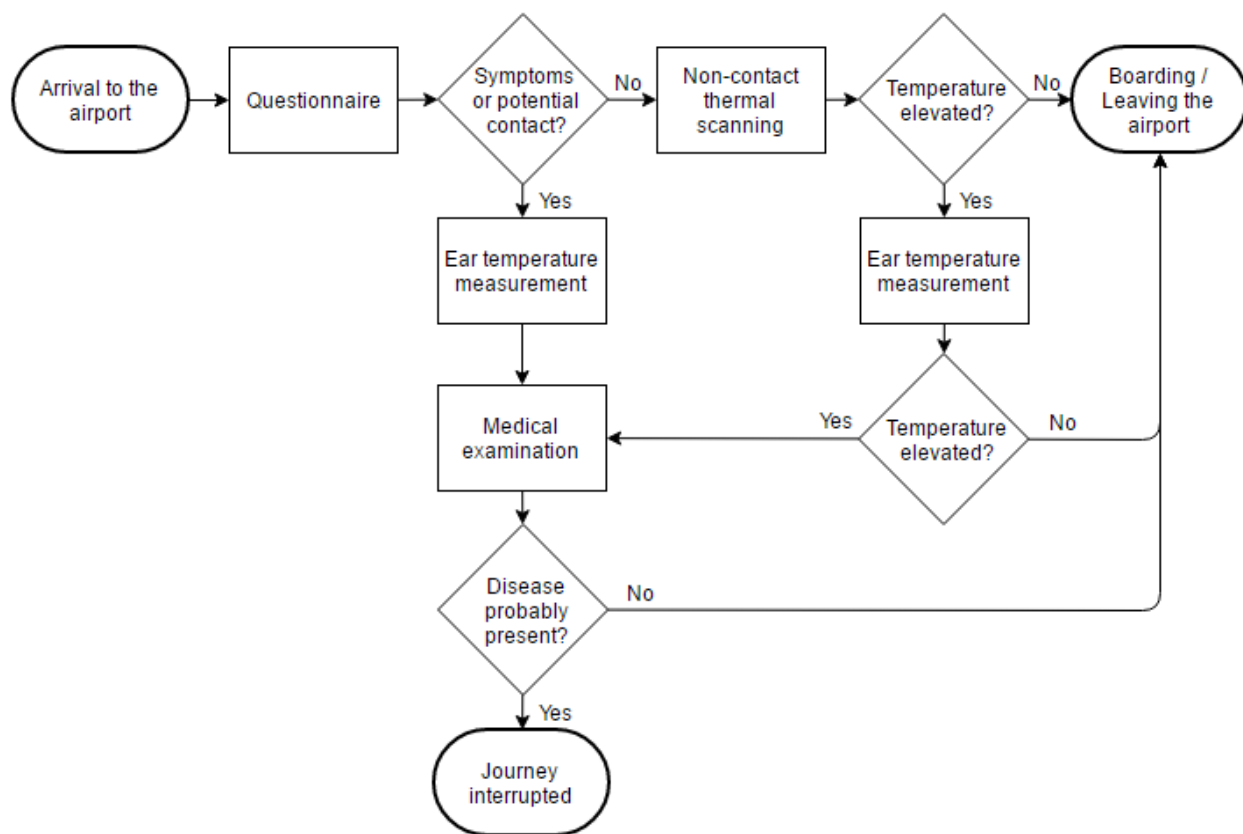 Arrival to the
airport
Questionnaire
Symptoms
or potential
contact?
No
Non-contact
thermal
scanning
Temperature
elevated?
No
Boarding /
Leaving the
airport
Yes
Yes
Ear temperature
measurement
Ear temperature
measurement
Medical
examination
Yes
Temperature
elevated?
No
Disease
probably
present?
No
Yes
Journey
interrupted